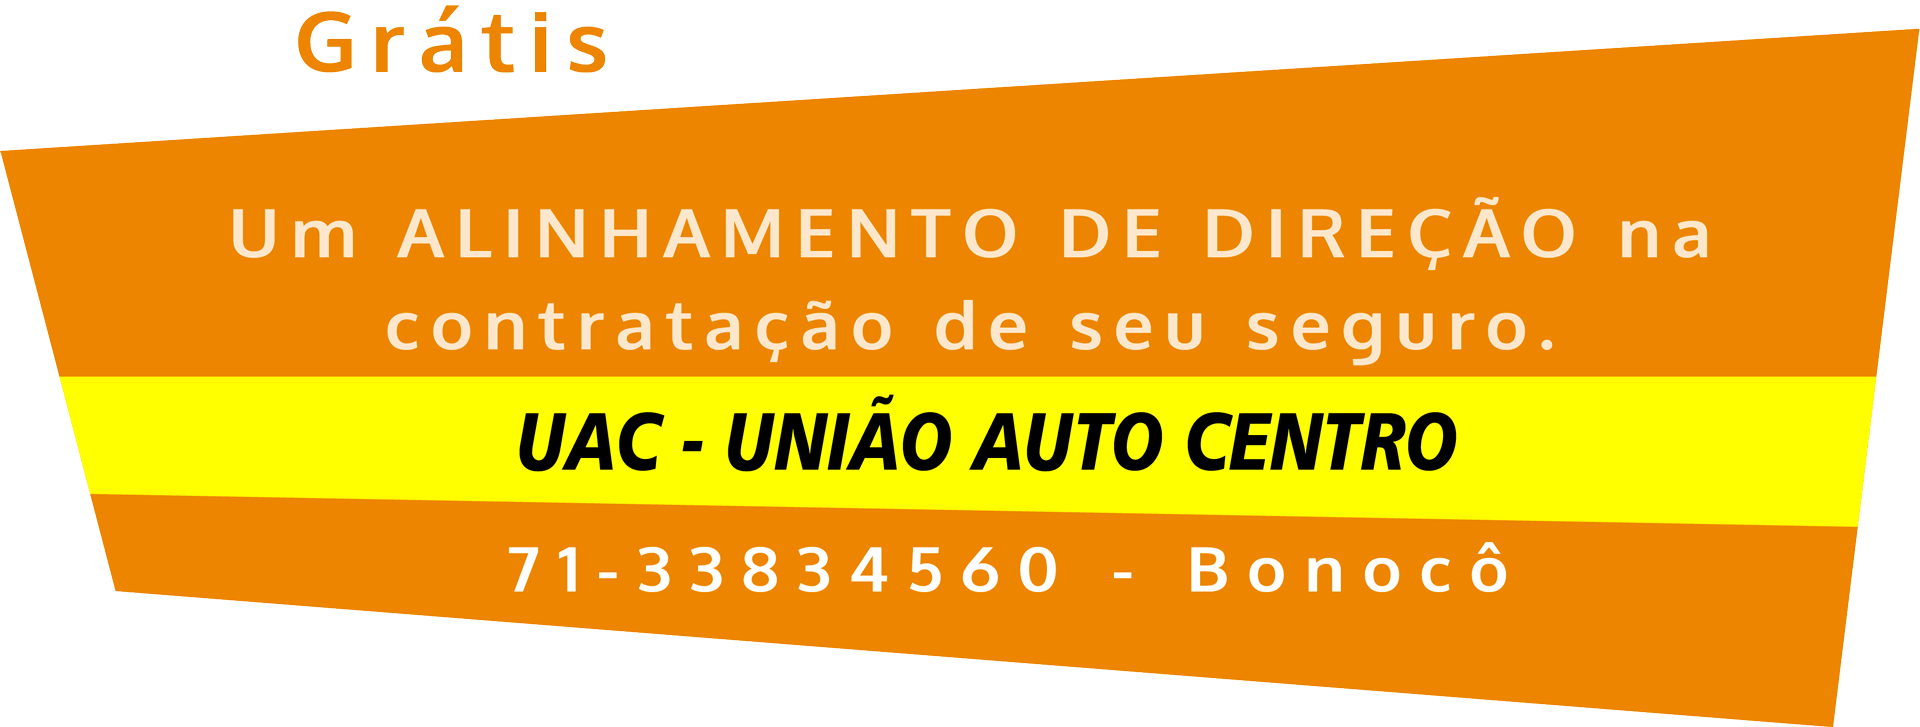 Grátis
Um ALINHAMENTO DE DIREÇÃO na
contratação de seu seguro.
UAC - UNIÃO AUTO CENTRO
71-33834560 - Bonocô